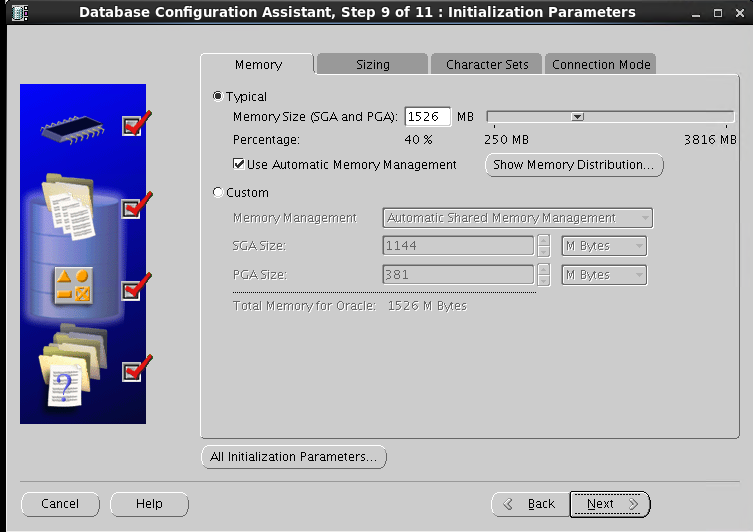 Database Configuration Assistant, Step 9 of 11 : Initialization Parameters
Memory Sizing Character Sets Connection Mode
Typical
Memory Size (SGA and PGA): 1526 MB
Percentage: 40 % 250 MB 3816 MB
Use Automatic Memory Management Show Memory Distribution...
Custom
Memory Management Automatic Shared Memory Management
SGA Size: 1144 M Bytes
PGA Size: 381 M Bytes
Total Memory for Oracle: 1526 M Bytes
?
All Initialization Parameters...
Cancel Help Back Next